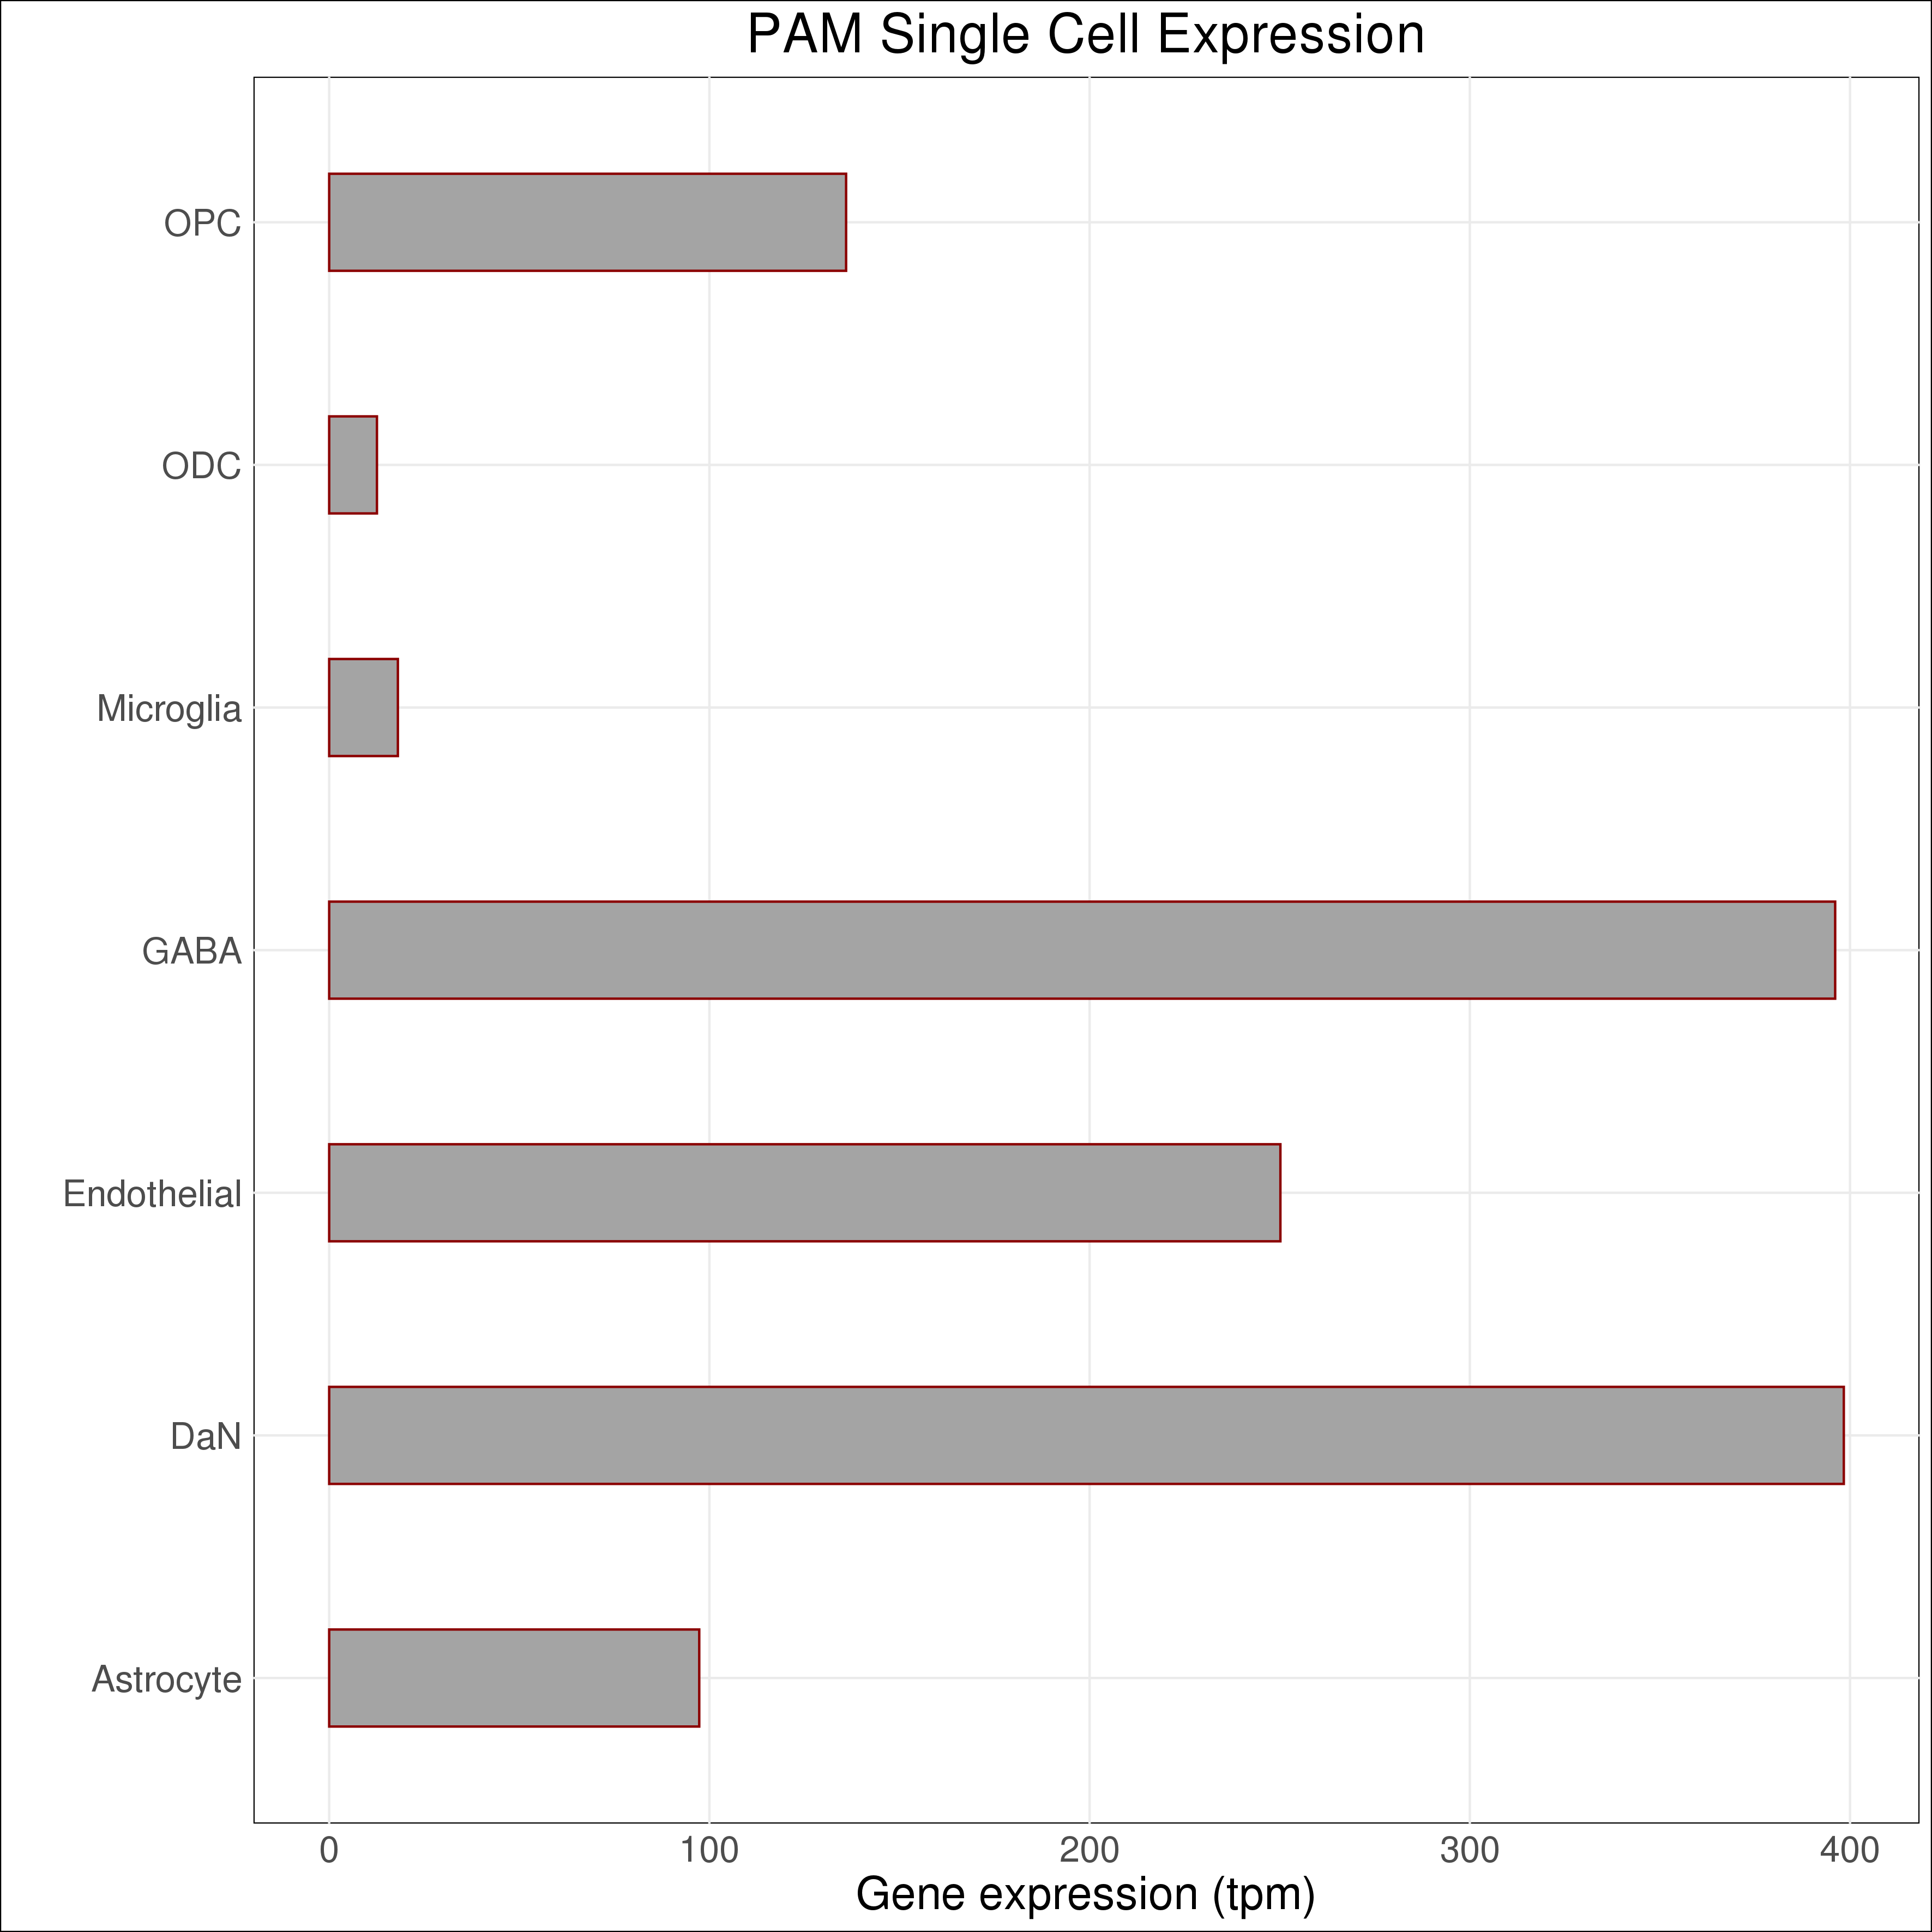 PAM Single Cell Expression
OPC
ODC
Microglia
GABA
Endothelial
DaN
Astrocyte
0 100 200 300 400
Gene expression (tpm)